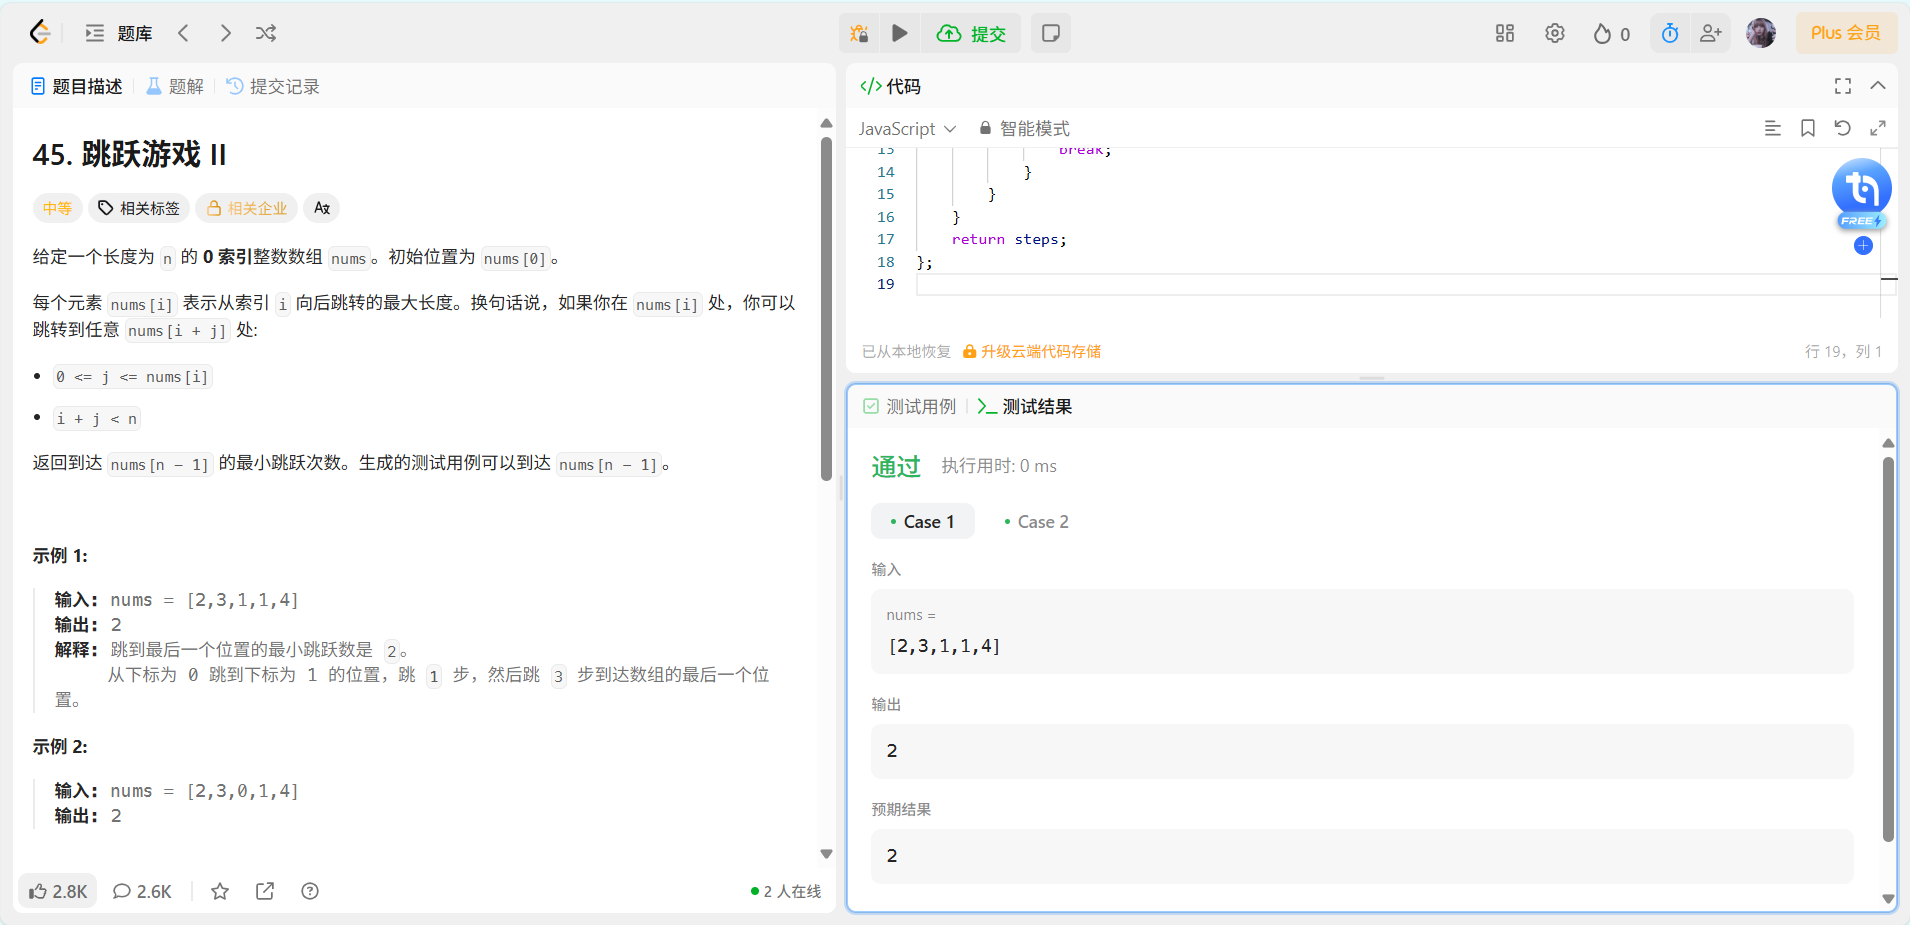 题库
提交
0
Plus 会员
题目描述
题解
提交记录
45. 跳跃游戏 II
中等
相关标签
相关企业
给定一个长度为 n 的 0 索引整数数组 nums。初始位置为 nums[0]。
每个元素 nums[i] 表示从索引 i 向后跳转的最大长度。换句话说，如果你在 nums[i] 处，你可以
跳转到任意 nums[i + j] 处:
• 0 <= j <= nums[i]
• i + j < n
返回到达 nums[n - 1] 的最小跳跃次数。生成的测试用例可以到达 nums[n - 1]。
示例 1:
输入: nums = [2,3,1,1,4]
输出: 2
解释: 跳到最后一个位置的最小跳跃数是 2。
从下标为 0 跳到下标为 1 的位置，跳 1 步，然后跳 3 步到达数组的最后一个位
置。
示例 2:
输入: nums = [2,3,0,1,4]
输出: 2
2.8K
2.6K
2 人在线
</> 代码
JavaScript
智能模式
13 break;
14 }
15 }
16 }
17 return steps;
18 };
19
FREE
已从本地恢复
升级云端代码存储
行 19，列 1
测试用例
测试结果
通过
执行用时: 0 ms
• Case 1
• Case 2
输入
nums =
[2,3,1,1,4]
输出
2
预期结果
2